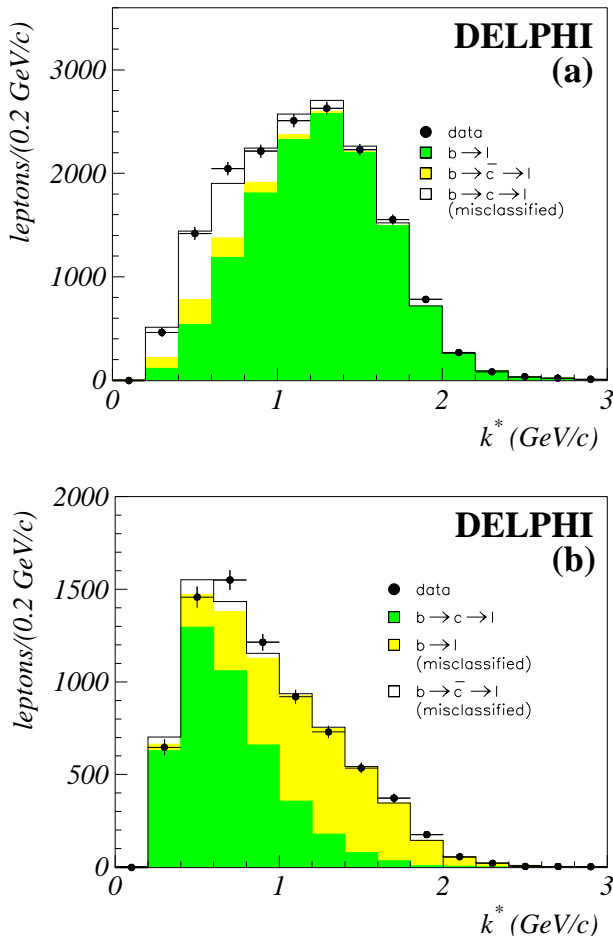 DELPHI
(a)
leptons/(0.2 GeV/c)
3000
2000
1000
0
data
b→l
b→c̄→l
b→c→l
(misclassified)
0
1
2
3
k* (GeV/c)
DELPHI
(b)
leptons/(0.2 GeV/c)
2000
1500
1000
500
0
data
b→c→l
b→l
(misclassified)
b→c̄→l
(misclassified)
0
1
2
3
k* (GeV/c)